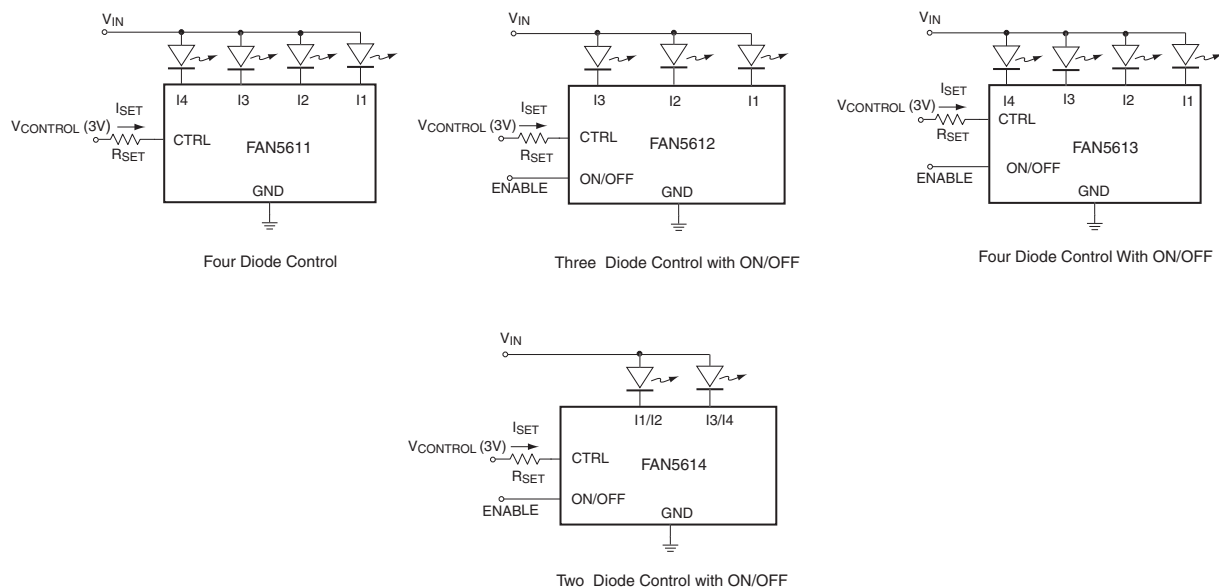 VIN
I4 I3 I2 I1
ISET
VCONTROL (3V)
RSET
CTRL
FAN5611
GND
Four Diode Control
VIN
I3 I2 I1
ISET
VCONTROL (3V)
RSET
CTRL
FAN5612
ENABLE
ON/OFF
GND
Three Diode Control with ON/OFF
VIN
I4 I3 I2 I1
ISET
VCONTROL (3V)
RSET
CTRL
FAN5613
ENABLE
ON/OFF
GND
Four Diode Control With ON/OFF
VIN
I1/I2 I3/I4
ISET
VCONTROL (3V)
RSET
CTRL
FAN5614
ENABLE
ON/OFF
GND
Two Diode Control with ON/OFF